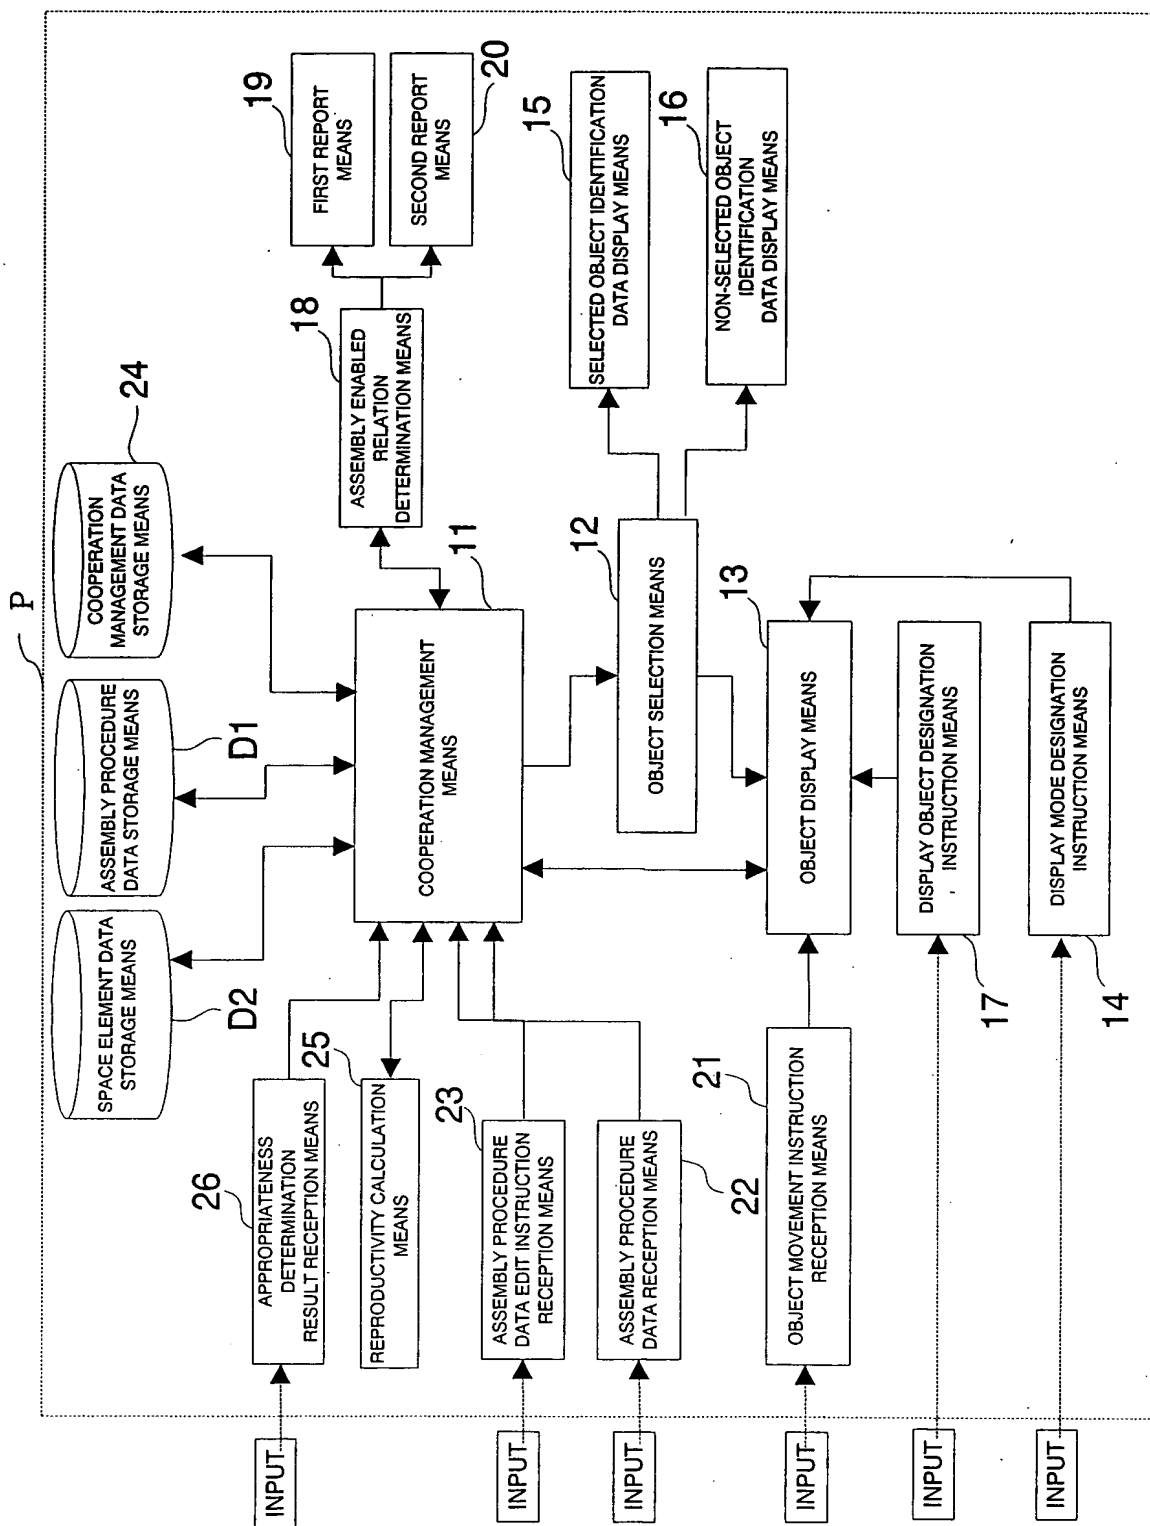 P
SPACE ELEMENT DATA
STORAGE MEANS
D2
ASSEMBLY PROCEDURE
DATA STORAGE MEANS
D1
COOPERATION
MANAGEMENT DATA
STORAGE MEANS
24
INPUT
APPROPRIATENESS
DETERMINATION
RESULT RECEPTION MEANS
26
REPRODUCTIVITY CALCULATION
MEANS
25
INPUT
ASSEMBLY PROCEDURE
DATA EDIT INSTRUCTION
RECEPTION MEANS
23
INPUT
ASSEMBLY PROCEDURE
DATA RECEPTION MEANS
22
COOPERATION MANAGEMENT
MEANS
11
ASSEMBLY ENABLED
RELATION
DETERMINATION MEANS
18
FIRST REPORT
MEANS
19
SECOND REPORT
MEANS
20
OBJECT SELECTION MEANS
12
SELECTED OBJECT IDENTIFICATION
DATA DISPLAY MEANS
15
NON-SELECTED OBJECT
IDENTIFICATION
DATA DISPLAY MEANS
16
INPUT
OBJECT MOVEMENT INSTRUCTION
RECEPTION MEANS
21
OBJECT DISPLAY MEANS
13
INPUT
DISPLAY OBJECT DESIGNATION
INSTRUCTION MEANS
17
INPUT
DISPLAY MODE DESIGNATION
INSTRUCTION MEANS
14